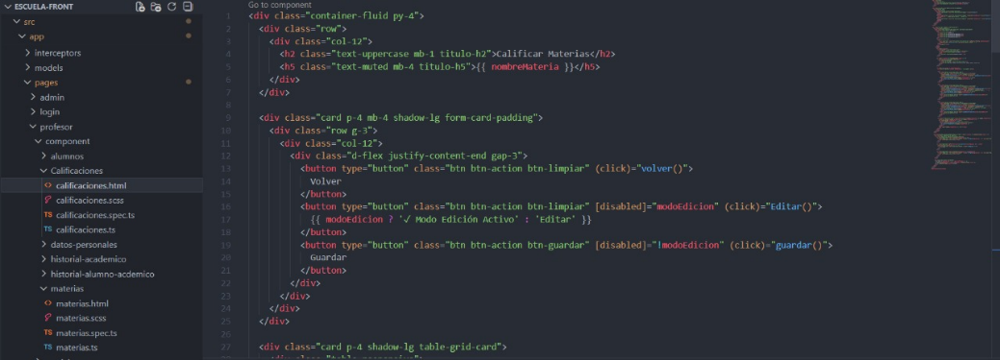 ESCUELA-FRONT
src
app
interceptors
models
pages
admin
login
profesor
component
alumnos
Calificaciones
calificaciones.html
calificaciones.scss
calificaciones.spec.ts
calificaciones.ts
datos-personales
historial-academico
historial-alumno-acdemico
materias
materias.html
materias.scss
materias.spec.ts
materias.ts
Go to component
1 <div class="container-fluid py-4">
2 <div class="row">
3 <div class="col-12">
4 <h2 class="text-uppercase mb-1 titulo-h2">Calificar Materias</h2>
5 <h5 class="text-muted mb-4 titulo-h5">{{ nombreMateria }}</h5>
6 </div>
7 </div>
8
9 <div class="card p-4 mb-4 shadow-lg form-card-padding">
10 <div class="row g-3">
11 <div class="col-12">
12 <div class="d-flex justify-content-end gap-3">
13 <button type="button" class="btn btn-action btn-limpiar" (click)="volver()">
14 Volver
15 </button>
16 <button type="button" class="btn btn-action btn-limpiar" [disabled]="modoEdicion" (click)="Editar()">
17 {{ modoEdicion ? '✓ Modo Edición Activo' : 'Editar' }}
18 </button>
19 <button type="button" class="btn btn-action btn-guardar" [disabled]="!modoEdicion" (click)="guardar()">
20 Guardar
21 </button>
22 </div>
23 </div>
24 </div>
25 </div>
26
27 <div class="card p-4 shadow-lg table-grid-card">